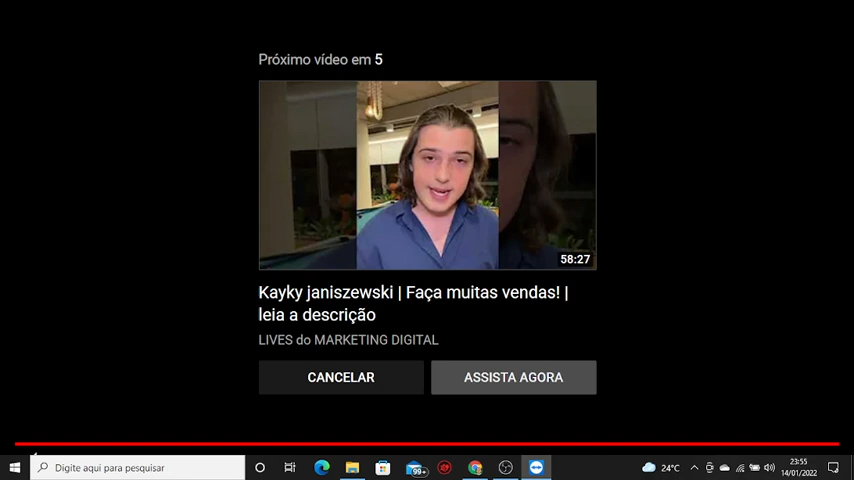 Próximo vídeo em 5
58:27
Kayky janiszewski | Faça muitas vendas! |
leia a descrição
LIVES do MARKETING DIGITAL
CANCELAR
ASSISTA AGORA
Digite aqui para pesquisar
99+
24°C
23:55
14/01/2022